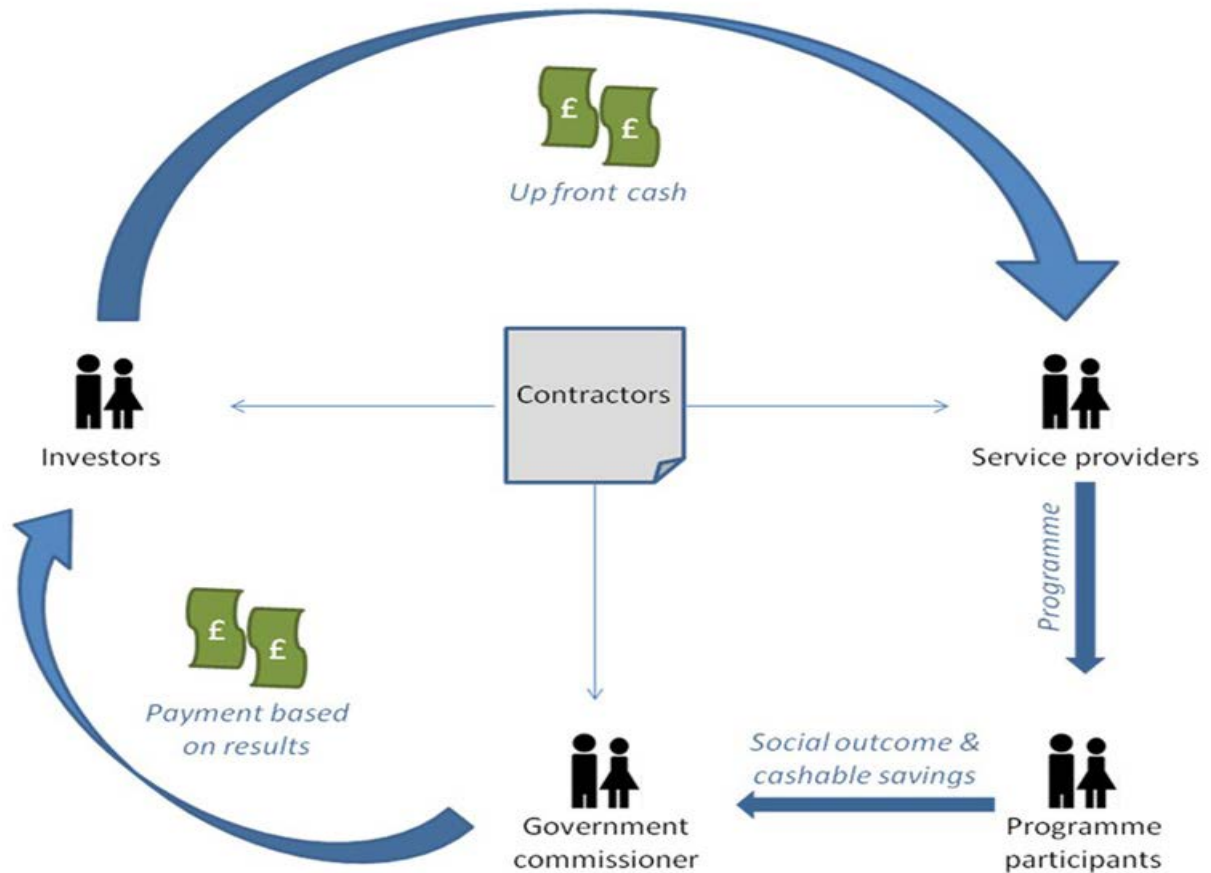 £
£
Up front cash
Contractors
Investors
Service providers
Programme
£
£
Payment based
on results
Social outcome &
cashable savings
Government
commissioner
Programme
participants